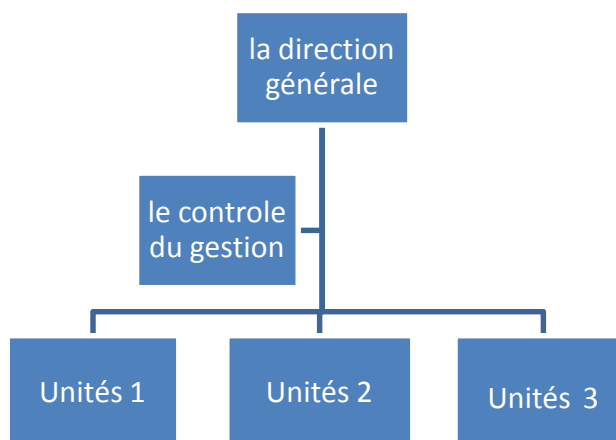 la direction
générale
le controle
du gestion
Unités 1
Unités 2
Unités 3